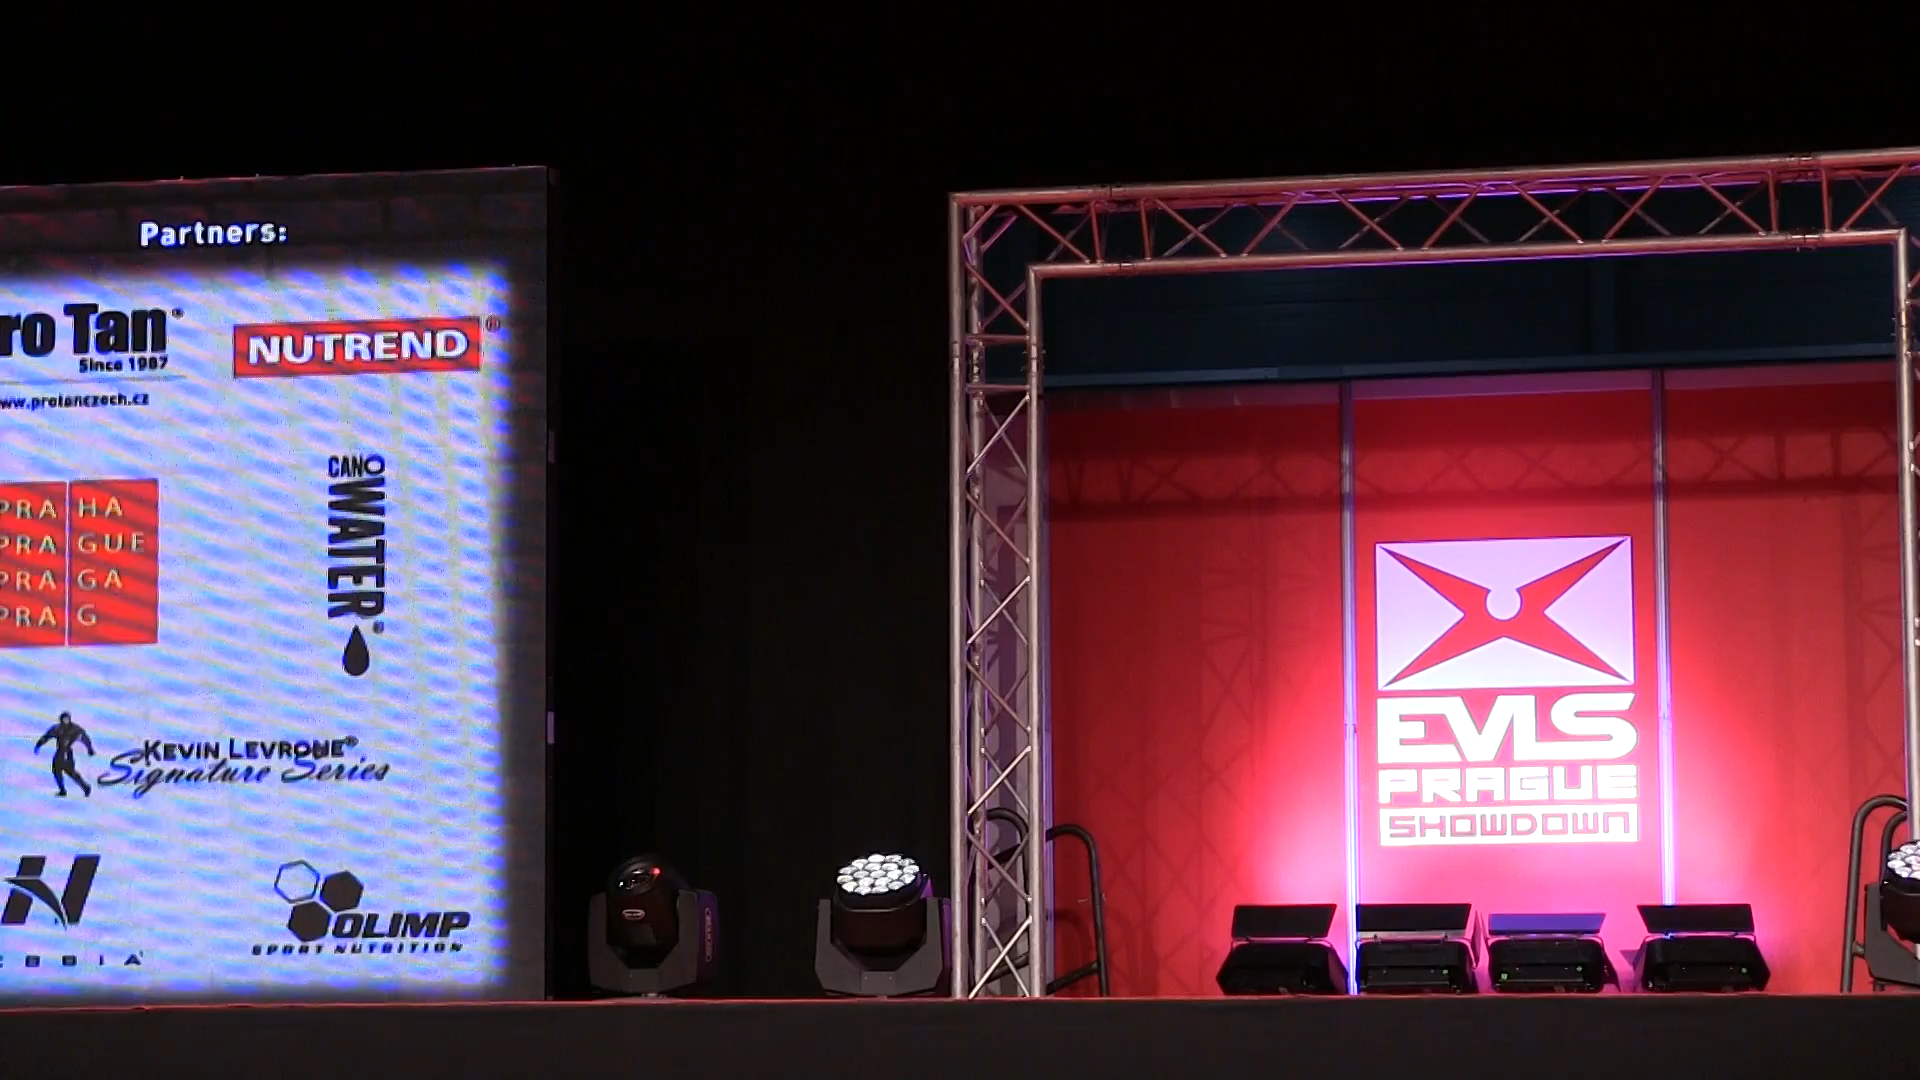 Partners:
ro Tan®
Since 1987
NUTREND®
www.protanczech.cz
CANO
WATER®
PRA HA
PRA GUE
PRA GA
PRA G
KEVIN LEVRONE®
Signature Series
OLIMP
SPORT NUTRITION
EVLS
PRAGUE
SHOWDOWN